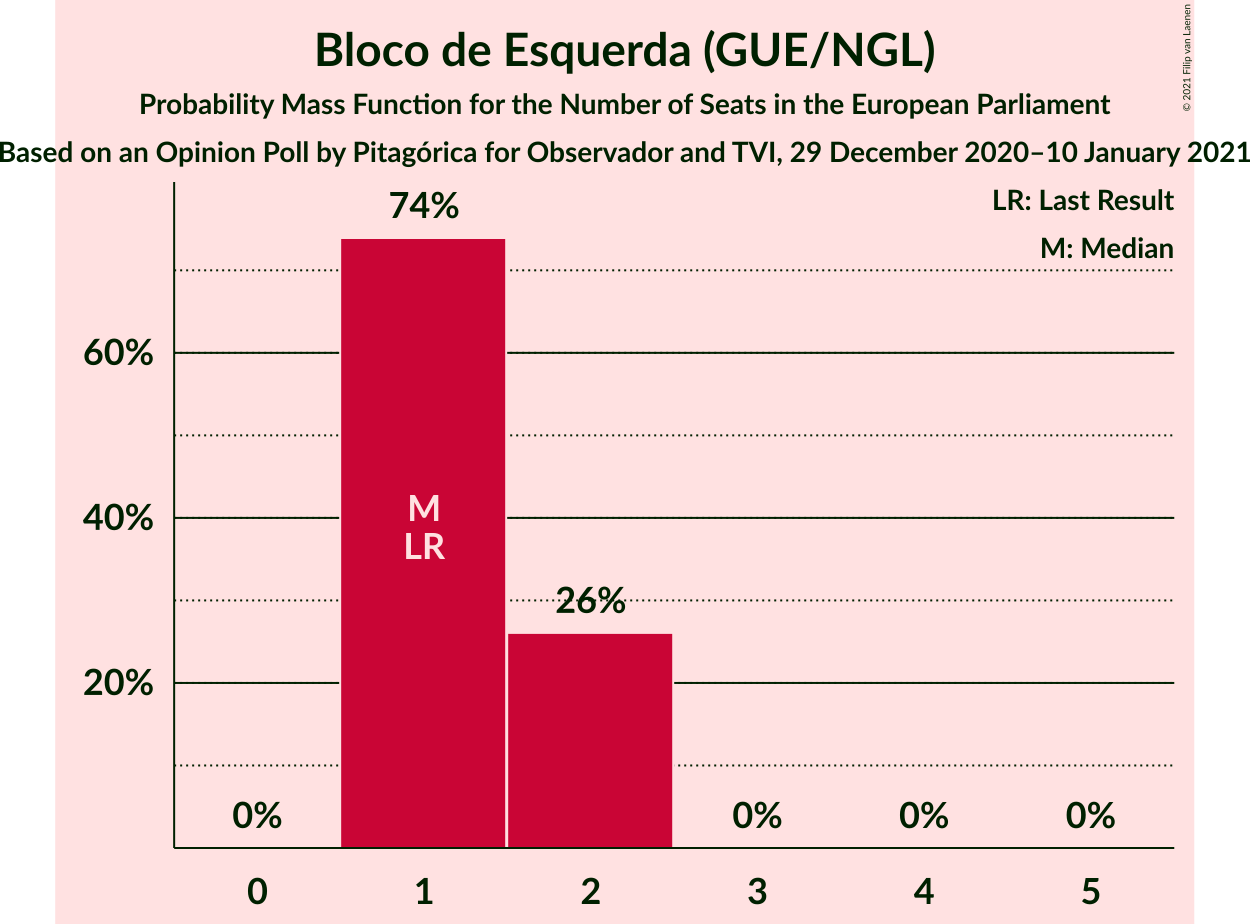 Bloco de Esquerda (GUE/NGL)
Probability Mass Function for the Number of Seats in the European Parliament
Based on an Opinion Poll by Pitagórica for Observador and TVI, 29 December 2020–10 January 2021
© 2021 Filip van Laenen
LR: Last Result
M: Median
74%
60%
40%
20%
M
LR
26%
0%
0%
0%
0%
0
1
2
3
4
5